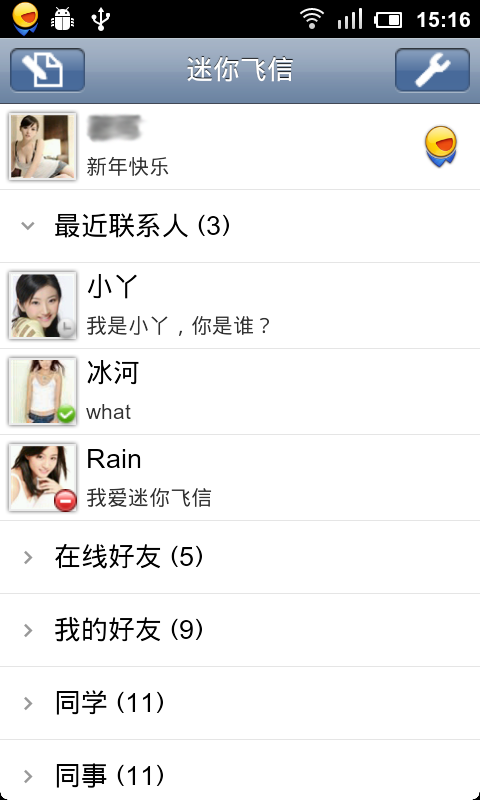 15:16
迷你飞信
新年快乐
最近联系人 (3)
小丫
我是小丫，你是谁？
冰河
what
Rain
我爱迷你飞信
在线好友 (5)
我的好友 (9)
同学 (11)
同事 (11)